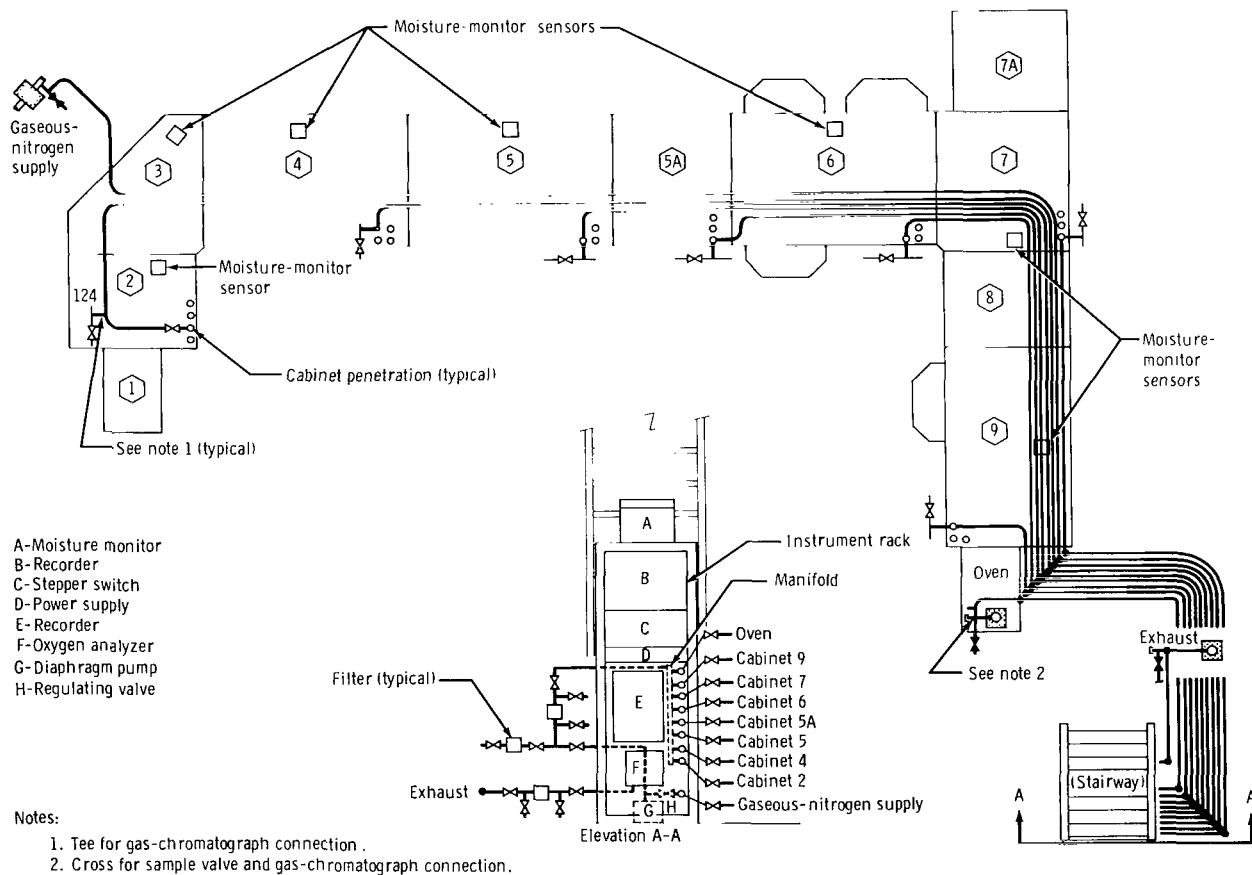 Moisture-monitor sensors
7A
Gaseous-
nitrogen
supply
3
4
5
5A
6
7
2
Moisture-monitor
sensor
124
8
Cabinet penetration (typical)
Moisture-
monitor
sensors
1
See note 1 (typical)
9
A-Moisture monitor
B-Recorder
C-Stepper switch
D-Power supply
E-Recorder
F-Oxygen analyzer
G-Diaphragm pump
H-Regulating valve
A
Instrument rack
B
Manifold
C
D
Oven
Cabinet 9
Cabinet 7
Filter (typical)
E
Cabinet 6
Cabinet 5A
Cabinet 5
Cabinet 4
F
Cabinet 2
Exhaust
H
Gaseous-nitrogen supply
G
Elevation A-A
Oven
Exhaust
See note 2
(Stairway)
A
A
Notes:
1. Tee for gas-chromatograph connection.
2. Cross for sample valve and gas-chromatograph connection.